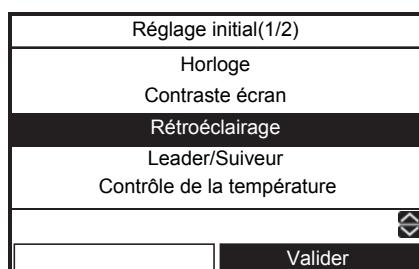 Réglage initial(1/2)
Horloge
Contraste écran
Rétroéclairage
Leader/Suiveur
Contrôle de la température
Valider